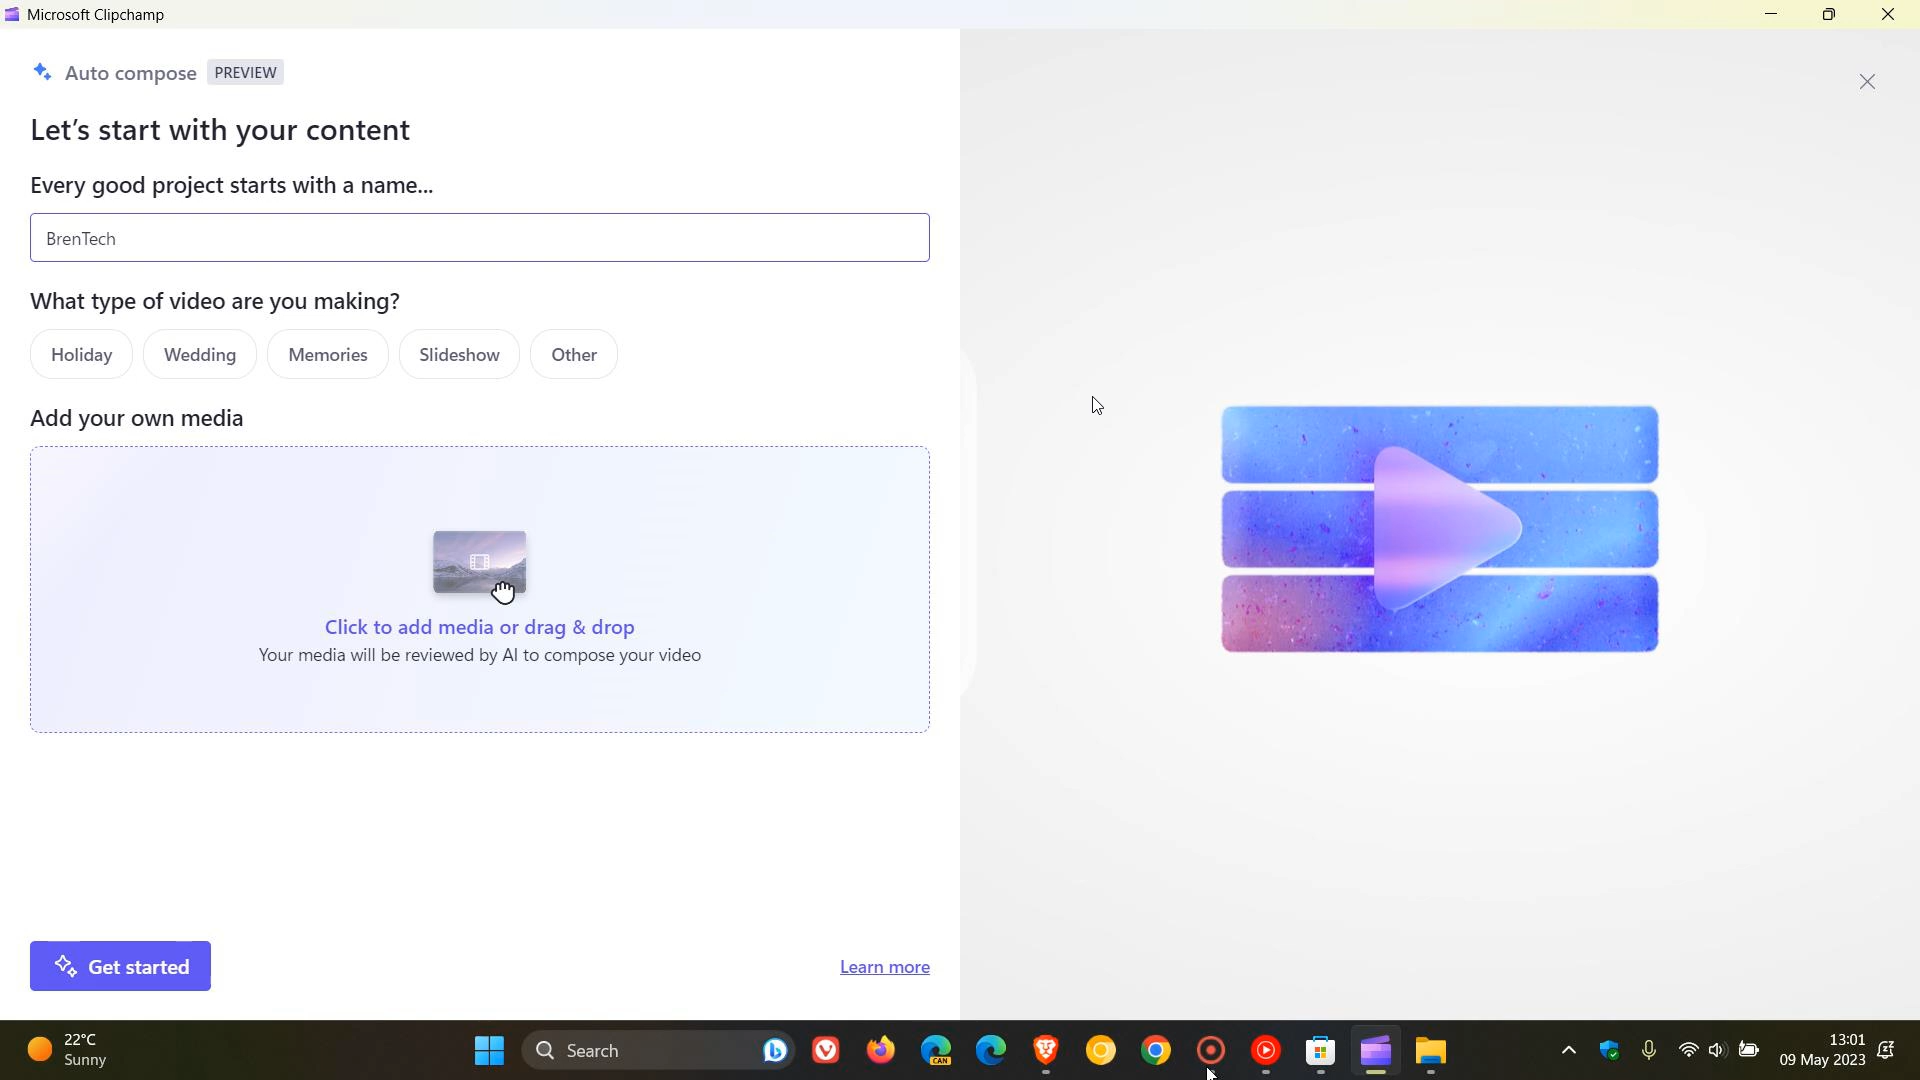 Microsoft Clipchamp
Auto compose PREVIEW
Let's start with your content
Every good project starts with a name...
BrenTech
What type of video are you making?
Holiday Wedding Memories Slideshow Other
Add your own media
Click to add media or drag & drop
Your media will be reviewed by AI to compose your video
Get started
Learn more
22°C
Sunny
Search
CAN
13:01
09 May 2023